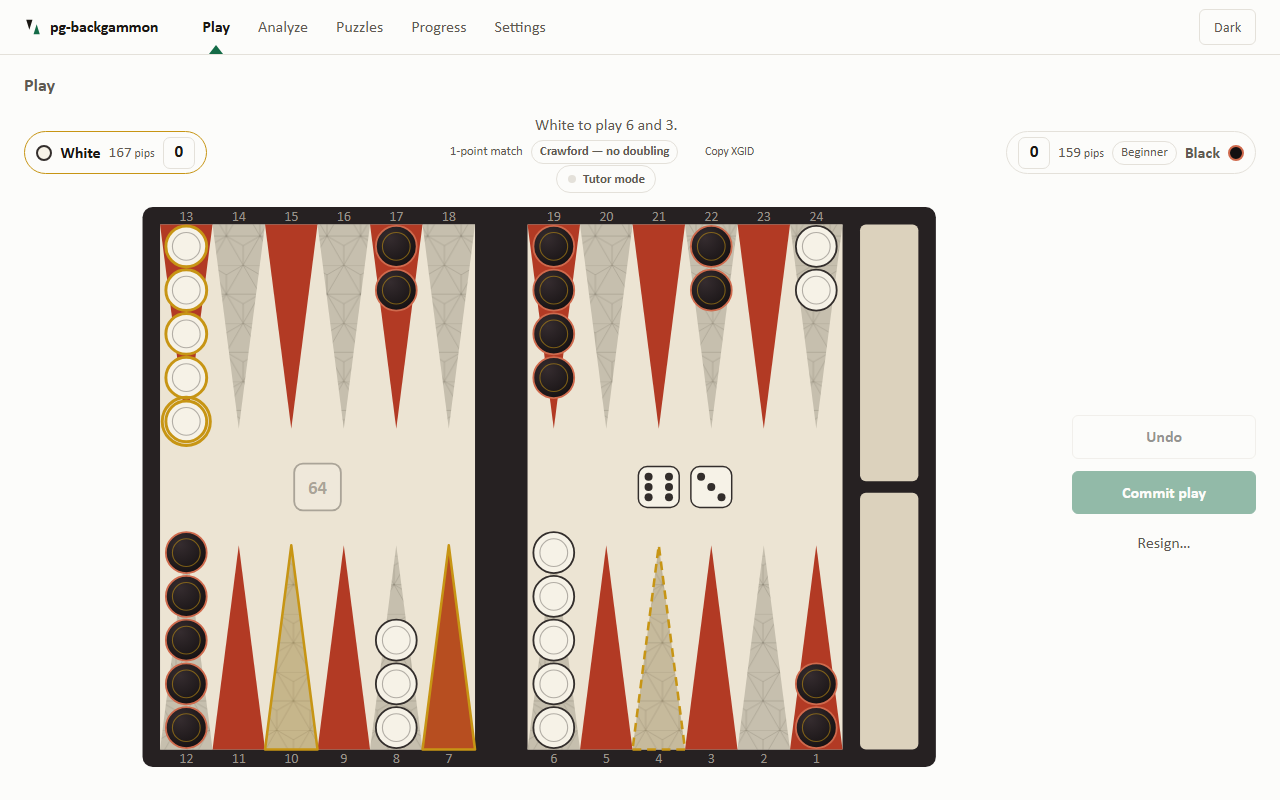 pg-backgammon Play Analyze Puzzles Progress Settings Dark
Play
White 167 pips 0
White to play 6 and 3.
1-point match Crawford — no doubling Copy XGID
Tutor mode
0 159 pips Beginner Black
13 14 15 16 17 18 19 20 21 22 23 24
64
Undo
Commit play
Resign...
12 11 10 9 8 7 6 5 4 3 2 1